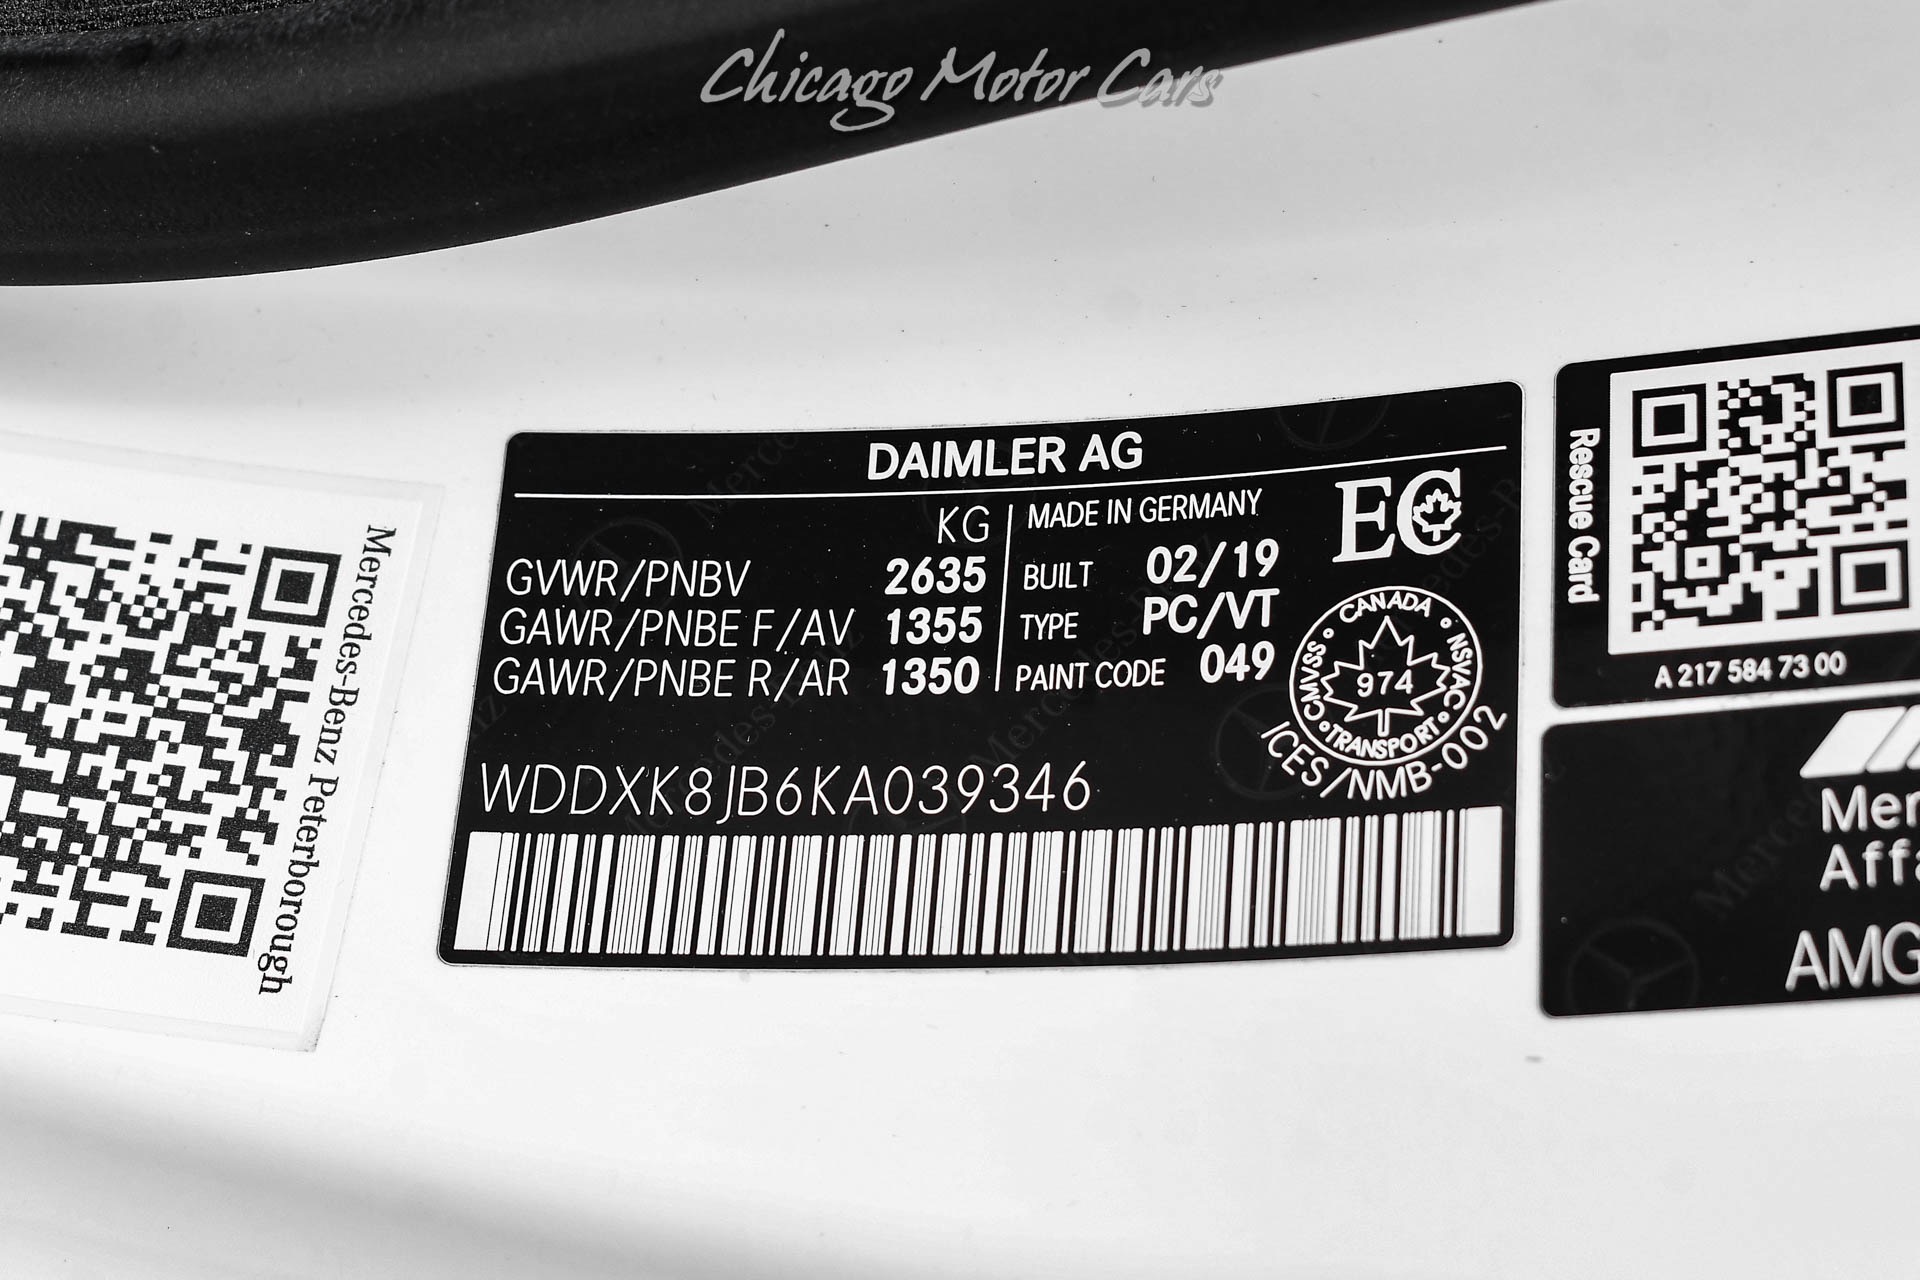 Chicago Motor Cars
Mercedes-Benz Peterborough
DAIMLER AG
KG
GVWR/PNBV 2635
GAWR/PNBE F/AV 1355
GAWR/PNBE R/AR 1350
MADE IN GERMANY
BUILT 02/19
TYPE PC/VT
PAINT CODE 049
EC
CANADA
CMVSS
NSVAC
974
TRANSPORT
ICES/NMB-002
WDDXK8JB6KA039346
Rescue Card
A 217 584 73 00
Mer
Affa
AMG